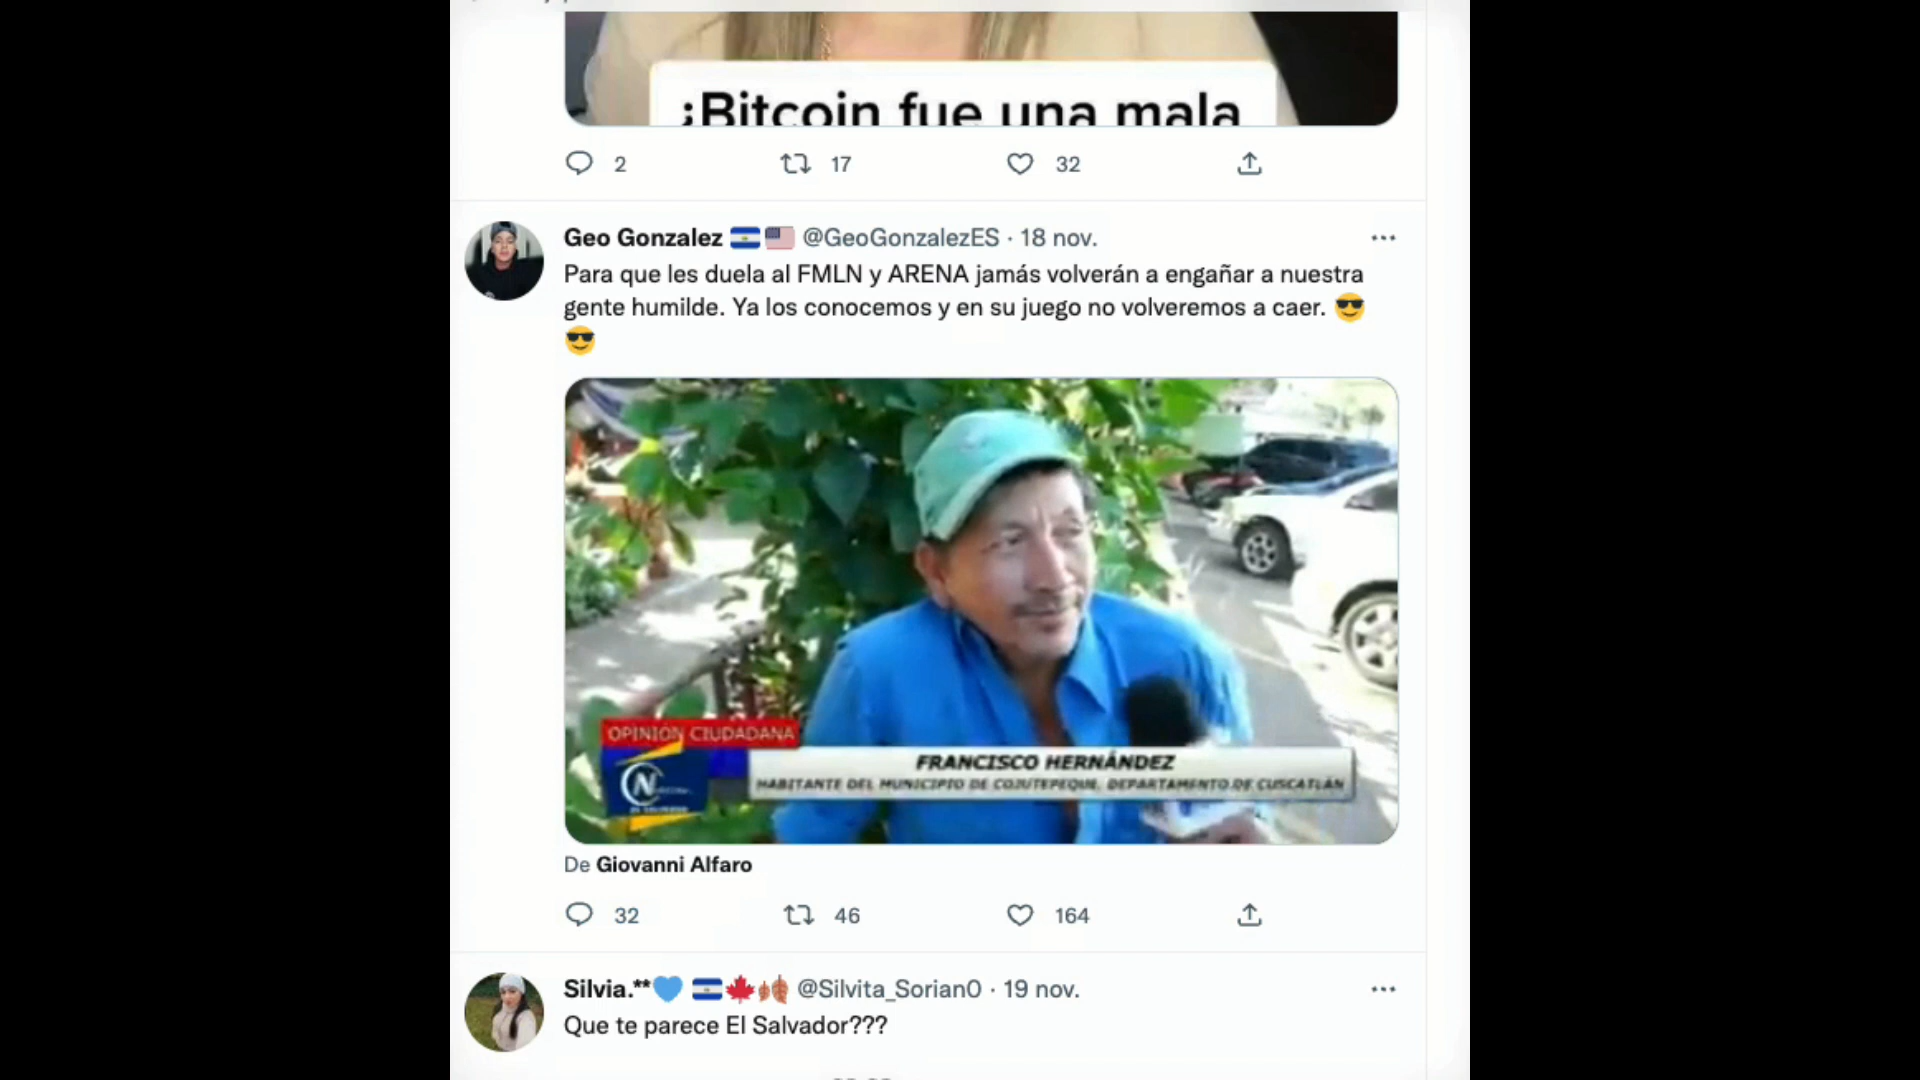 ¿Bitcoin fue una mala
2 17 32
Geo Gonzalez @GeoGonzalezES · 18 nov.
Para que les duela al FMLN y ARENA jamás volverán a engañar a nuestra
gente humilde. Ya los conocemos y en su juego no volveremos a caer.
OPINIÓN CIUDADANA
N
FRANCISCO HERNÁNDEZ
HABITANTE DEL MUNICIPIO DE COJUTEPEQUE, DEPARTAMENTO DE CUSCATLÁN
De Giovanni Alfaro
32 46 164
Silvia.** @Silvita_Sorian0 · 19 nov.
Que te parece El Salvador???